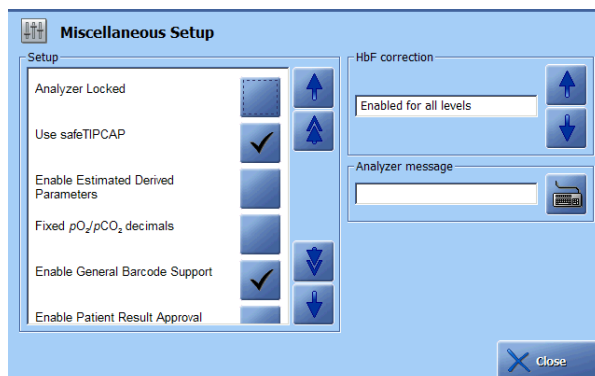 Miscellaneous Setup
Setup
Analyzer Locked
Use safeTIPCAP
Enable Estimated Derived
Parameters
Fixed pO₂/pCO₂ decimals
Enable General Barcode Support
Enable Patient Result Approval
HbF correction
Enabled for all levels
Analyzer message
Close